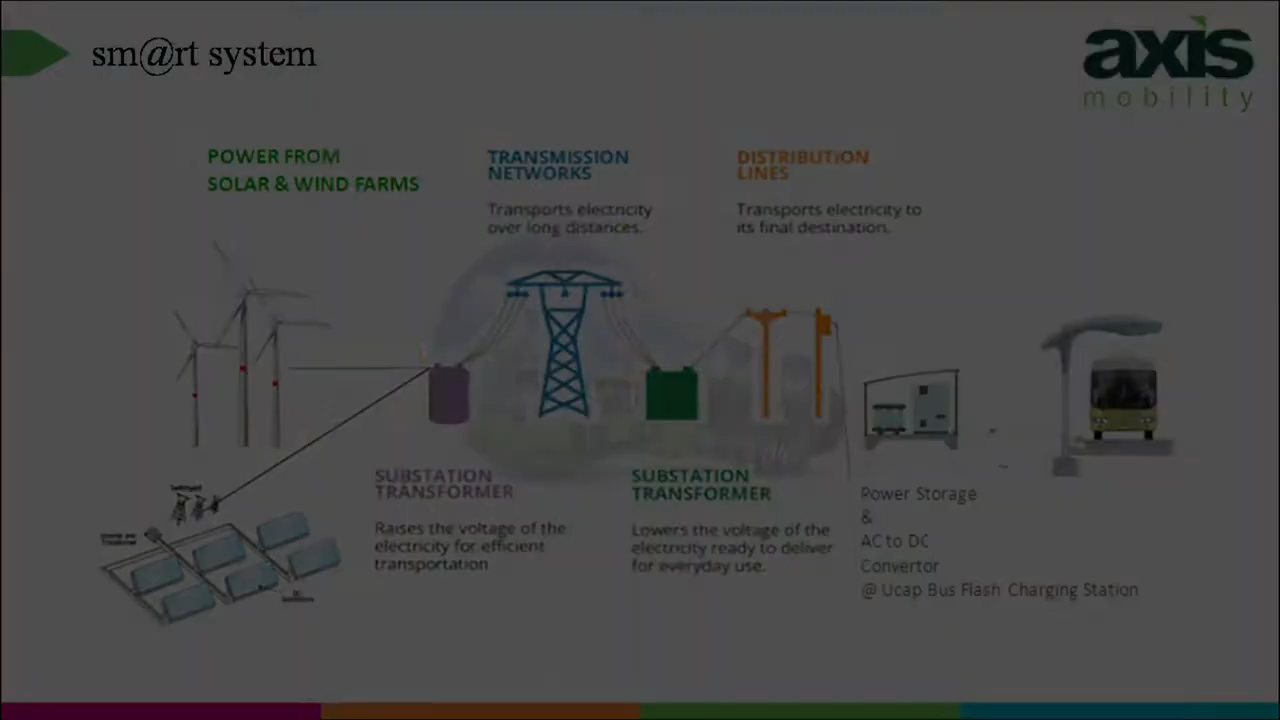 sm@rt system
axis
mobility
POWER FROM
SOLAR & WIND FARMS
TRANSMISSION
NETWORKS
Transports electricity
over long distances.
DISTRIBUTION
LINES
Transports electricity to
its final destination.
SUBSTATION
TRANSFORMER
Raises the voltage of the
electricity for efficient
transportation
SUBSTATION
TRANSFORMER
Lowers the voltage of the
electricity ready to deliver
for everyday use.
Power Storage
&
AC to DC
Convertor
@ Ucap Bus Flash Charging Station